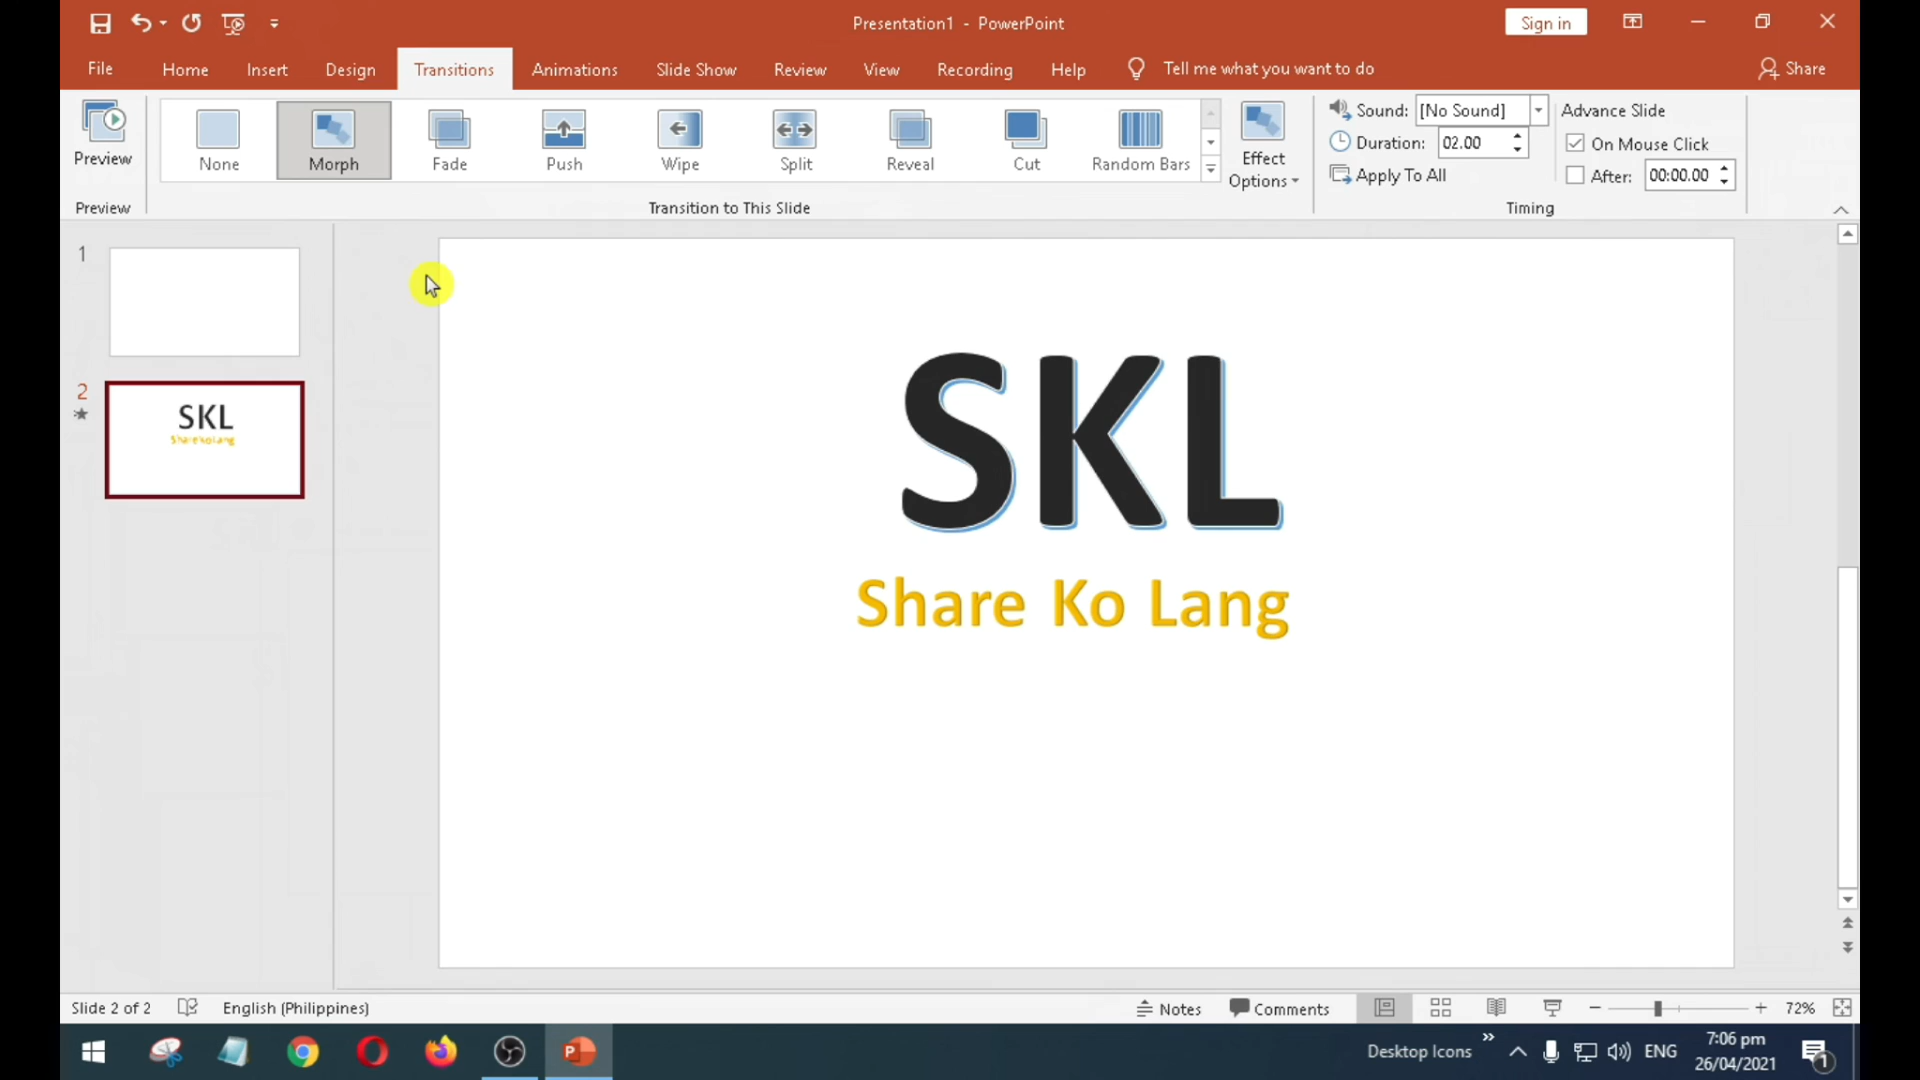 Presentation1 - PowerPoint
Sign in
File Home Insert Design Transitions Animations Slide Show Review View Recording Help Tell me what you want to do Share
Preview
None
Morph
Fade
Push
Wipe
Split
Reveal
Cut
Random Bars
Effect
Options
Sound: [No Sound]
Duration: 02.00
Apply To All
Advance Slide
On Mouse Click
After: 00:00.00
Preview
Transition to This Slide
Timing
1
2
SKL
Share Ko Lang
SKL
Share Ko Lang
Slide 2 of 2
English (Philippines)
Notes
Comments
72%
Desktop Icons
ENG
7:06 pm
26/04/2021
1